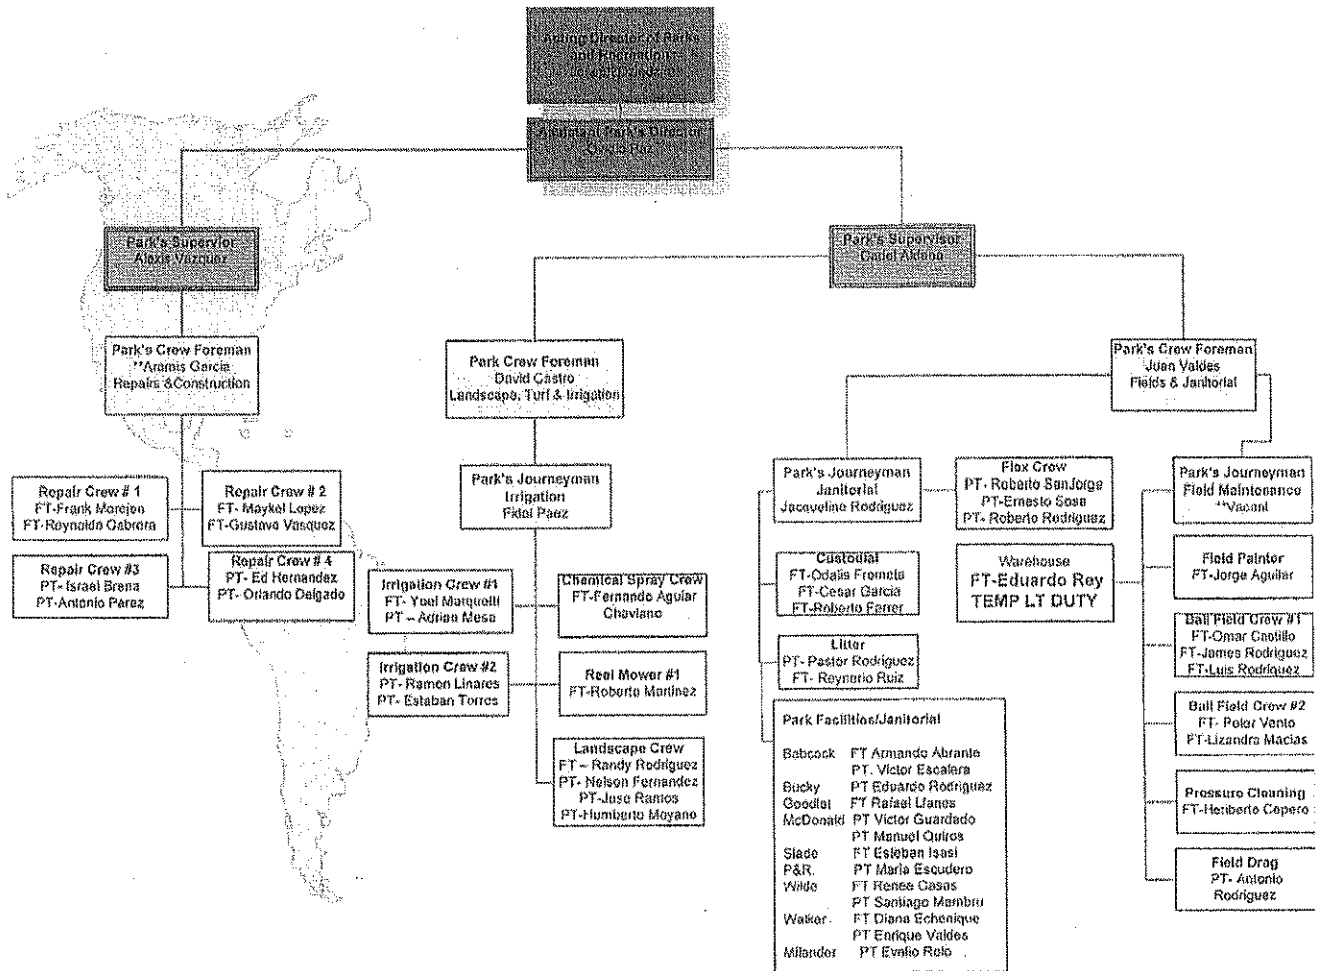 Acting Director of Parks
and Recreation
Assistant Park's Director
Park's Supervior
Alexis Vazquez
Park's Supervisor
Park's Crew Foreman
**Aramis Garcia
Repairs &Construction
Park Crew Foreman
David Castro
Landscape, Turf & Irrigation
Park's Crew Foreman
Juan Valdes
Fields & Janitorial
Repair Crew # 1
FT-Frank Morejon
FT-Reynaldo Cabrera
Repair Crew # 2
FT- Maykel Lopez
FT-Gustavo Vasquez
Repair Crew #3
PT- Israel Brena
PT-Antonio Perez
Repair Crew # 4
PT- Ed Hernandez
PT- Orlando Delgado
Park's Journeyman
Irrigation
Fidel Paez
Irrigation Crew #1
FT- Yoel Marquetti
PT – Adrian Mesa
Irrigation Crew #2
PT- Ramon Linares
PT- Estaban Torres
Chemical Spray Crew
FT-Fernando Aguiar
Chaviano
Reel Mower #1
FT-Roberto Martinez
Landscape Crew
FT – Randy Rodriguez
PT- Nelson Fernandez
PT-Jose Ramos
PT-Humberto Moyano
Park's Journeyman
Janitorial
Jacqueline Rodriguez
Flex Crew
PT- Roberto SanJorge
PT-Ernesto Sosa
PT- Roberto Rodriguez
Custodial
FT-Odalis Frometa
FT-Cesar Garcia
FT-Roberto Ferrer
Warehouse
FT-Eduardo Rey
TEMP LT DUTY
Litter
PT- Pastor Rodriguez
FT- Reynerio Ruiz
Park Facilities/Janitorial
Babcock FT Armando Abrante
PT. Victor Escalera
Bucky PT Eduardo Rodriguez
Goodlet FT Rafael Llanes
McDonald PT Victor Guardado
PT Manuel Quiros
Slade FT Esteban Isasi
P&R. PT Maria Escudero
Wilde FT Renee Casas
PT Santiago Membru
Walker FT Diana Echenique
PT Enrique Valdes
Milander PT Evelio Rolo
Park's Journeyman
Field Maintenance
**Vacant
Field Painter
FT-Jorge Aguilar
Ball Field Crew #1
FT-Omar Castillo
FT-James Rodriguez
FT-Luis Rodriguez
Ball Field Crew #2
FT- Peter Vento
FT-Lizandra Macias
Pressure Cleaning
FT-Heriberto Cepero
Field Drag
PT- Antonio
Rodriguez